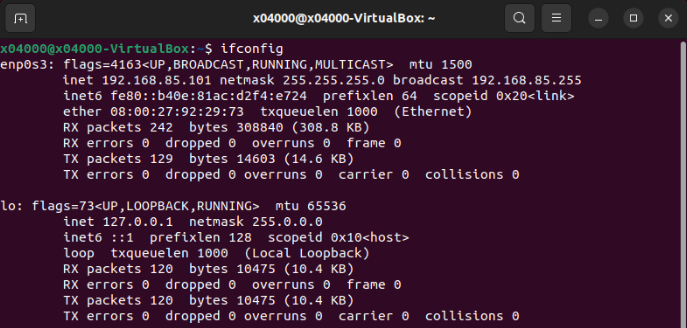 x04000@x04000-VirtualBox: ~
x04000@x04000-VirtualBox:~$ ifconfig
enp0s3: flags=4163<UP,BROADCAST,RUNNING,MULTICAST>  mtu 1500
        inet 192.168.85.101 netmask 255.255.255.0 broadcast 192.168.85.255
        inet6 fe80::b40e:81ac:d2f4:e724  prefixlen 64  scopeid 0x20<link>
        ether 08:00:27:92:29:73  txqueuelen 1000  (Ethernet)
        RX packets 242  bytes 308840 (308.8 KB)
        RX errors 0  dropped 0  overruns 0  frame 0
        TX packets 129  bytes 14603 (14.6 KB)
        TX errors 0  dropped 0 overruns 0  carrier 0  collisions 0

lo: flags=73<UP,LOOPBACK,RUNNING>  mtu 65536
        inet 127.0.0.1  netmask 255.0.0.0
        inet6 ::1  prefixlen 128  scopeid 0x10<host>
        loop  txqueuelen 1000  (Local Loopback)
        RX packets 120  bytes 10475 (10.4 KB)
        RX errors 0  dropped 0  overruns 0  frame 0
        TX packets 120  bytes 10475 (10.4 KB)
        TX errors 0  dropped 0 overruns 0  carrier 0  collisions 0